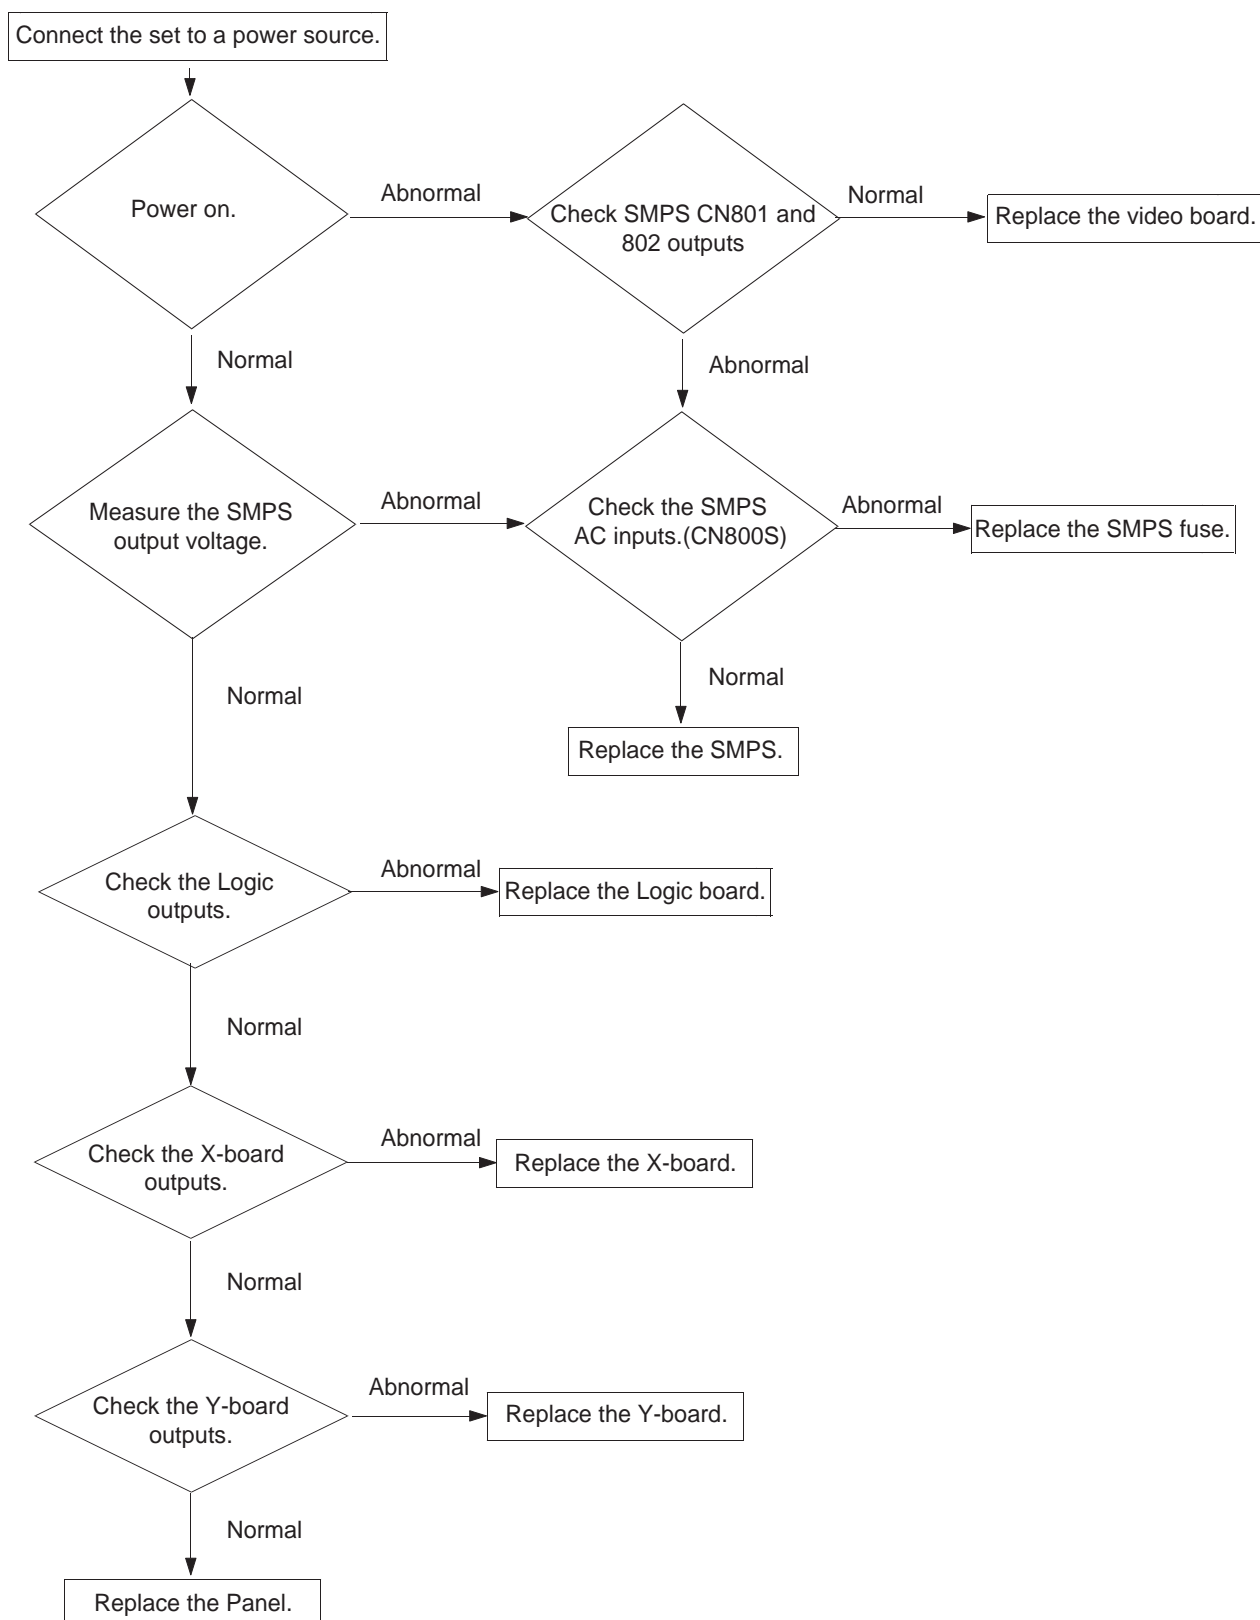 Connect the set to a power source.
Power on.
Abnormal
Check SMPS CN801 and
802 outputs
Normal
Replace the video board.
Normal
Abnormal
Measure the SMPS
output voltage.
Abnormal
Check the SMPS
AC inputs.(CN800S)
Abnormal
Replace the SMPS fuse.
Normal
Normal
Replace the SMPS.
Check the Logic
outputs.
Abnormal
Replace the Logic board.
Normal
Check the X-board
outputs.
Abnormal
Replace the X-board.
Normal
Check the Y-board
outputs.
Abnormal
Replace the Y-board.
Normal
Replace the Panel.